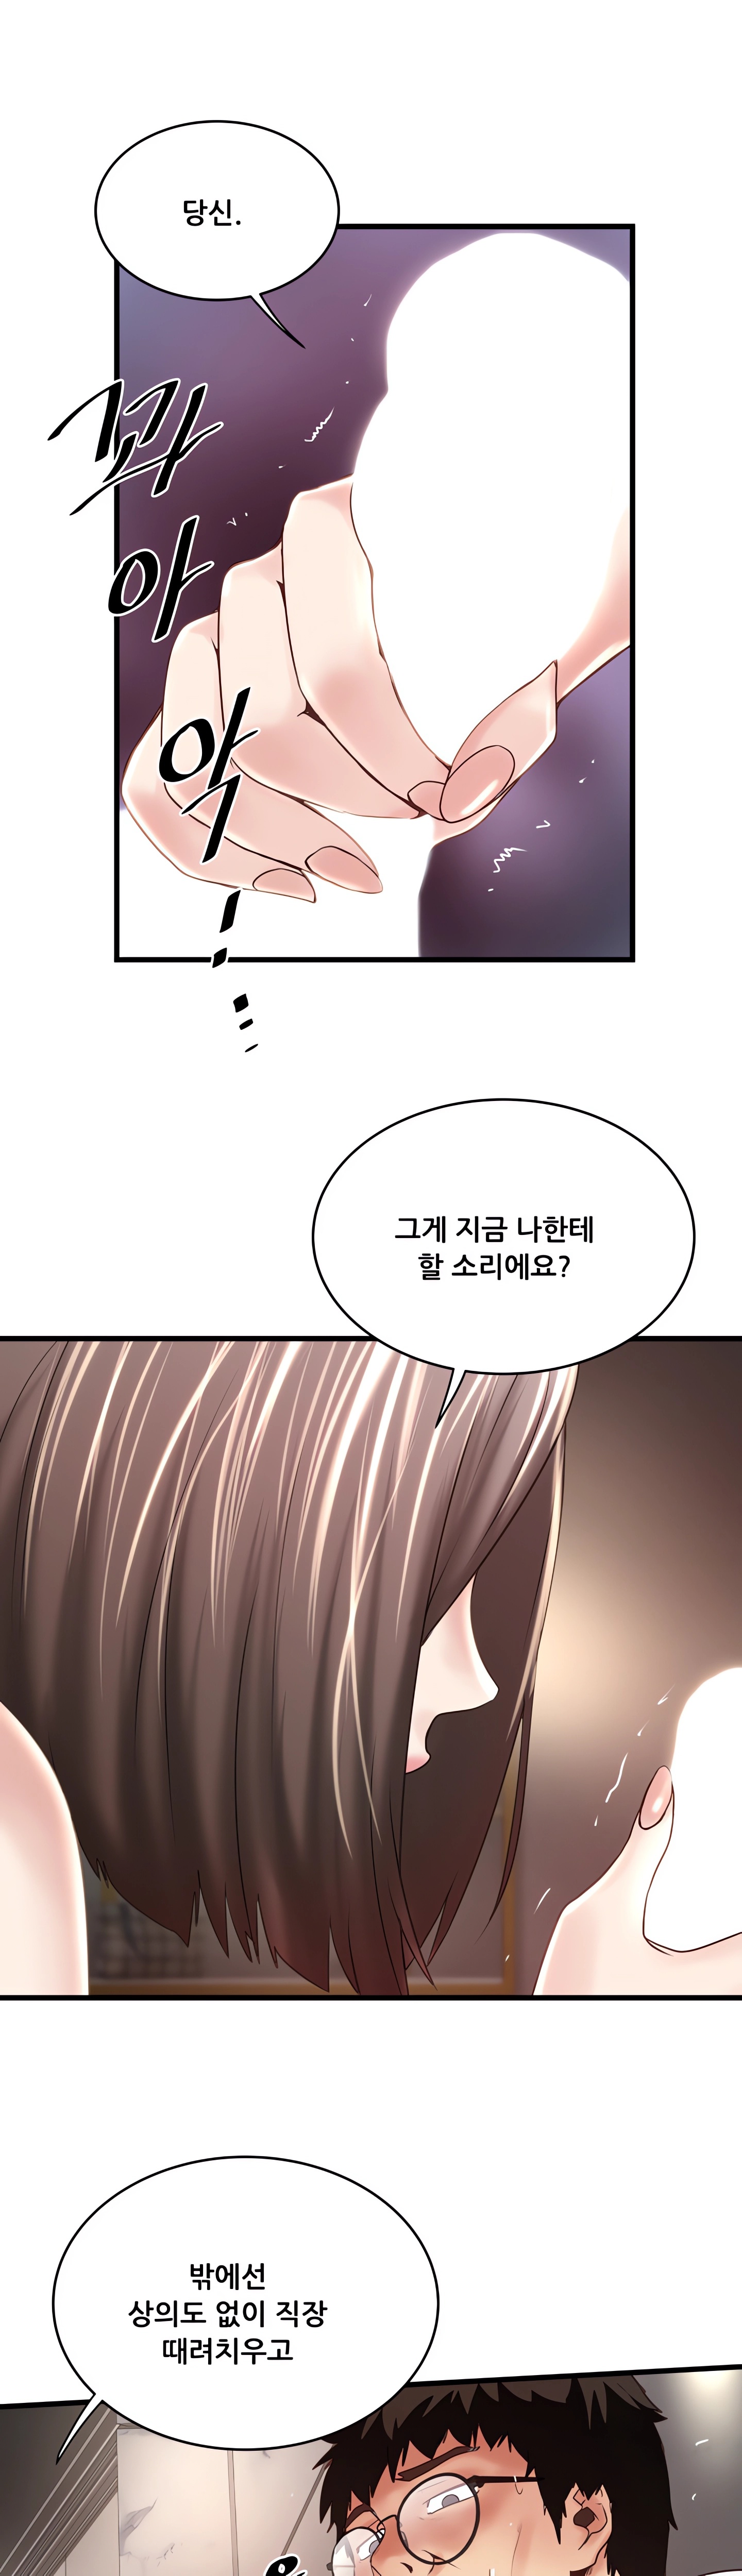 당신.
꽈
아
악
그게 지금 나한테
할 소리에요?
밖에선
상의도 없이 직장
때려치우고